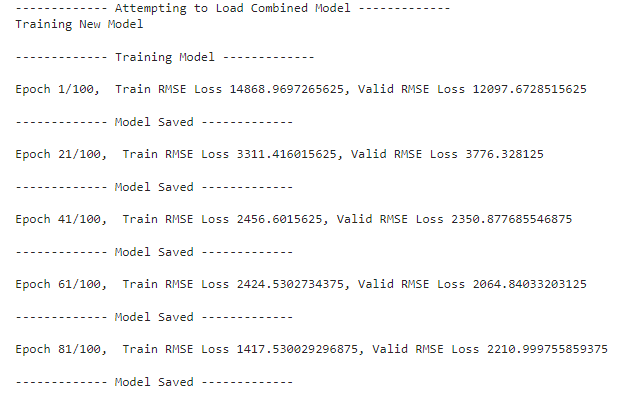 ------------- Attempting to Load Combined Model -------------
Training New Model
------------- Training Model -------------
Epoch 1/100,  Train RMSE Loss 14868.9697265625, Valid RMSE Loss 12097.6728515625
------------- Model Saved -------------
Epoch 21/100,  Train RMSE Loss 3311.416015625, Valid RMSE Loss 3776.328125
------------- Model Saved -------------
Epoch 41/100,  Train RMSE Loss 2456.6015625, Valid RMSE Loss 2350.877685546875
------------- Model Saved -------------
Epoch 61/100,  Train RMSE Loss 2424.5302734375, Valid RMSE Loss 2064.84033203125
------------- Model Saved -------------
Epoch 81/100,  Train RMSE Loss 1417.530029296875, Valid RMSE Loss 2210.999755859375
------------- Model Saved -------------